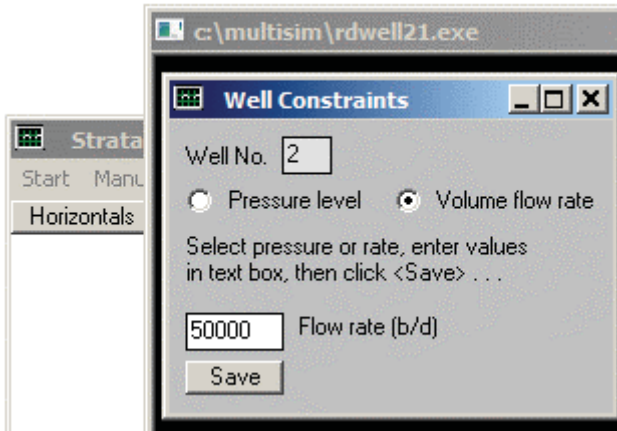 c:\multisim\rdwell21.exe
Well Constraints
Strata
Start Manu
Horizontals
Well No. 2
Pressure level Volume flow rate
Select pressure or rate, enter values
in text box, then click <Save> . . .
50000 Flow rate (b/d)
Save